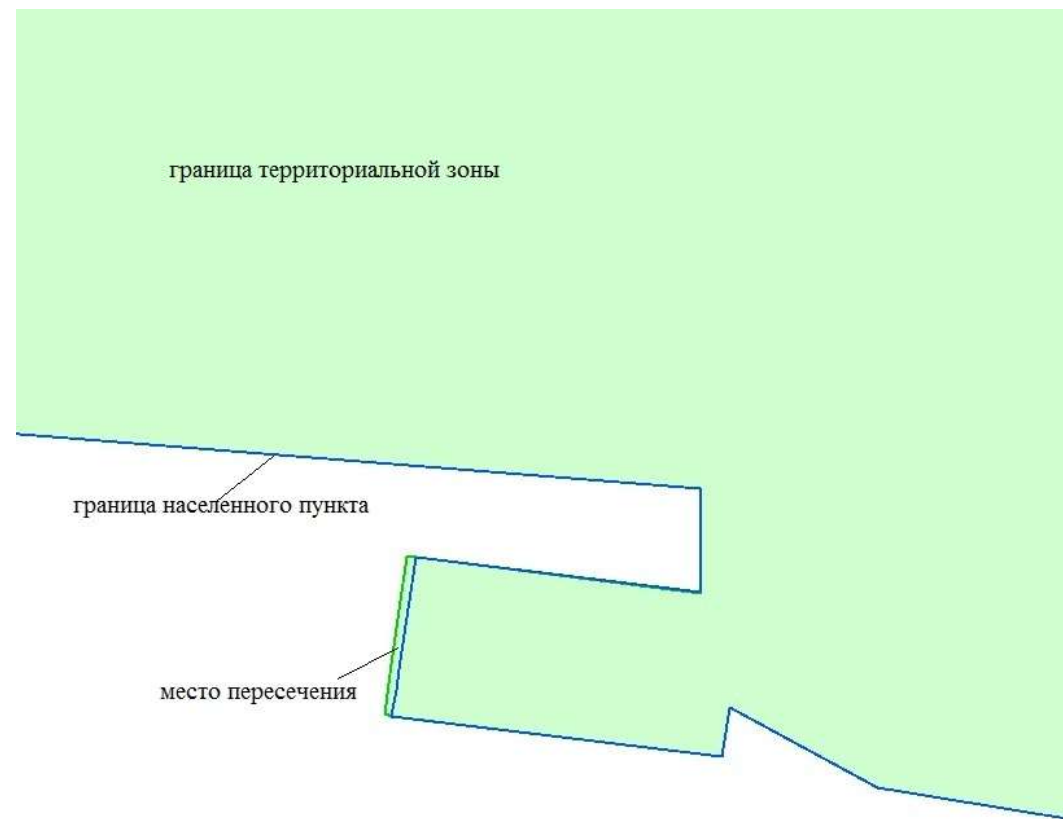 граница территориальной зоны
граница населенного пункта
место пересечения